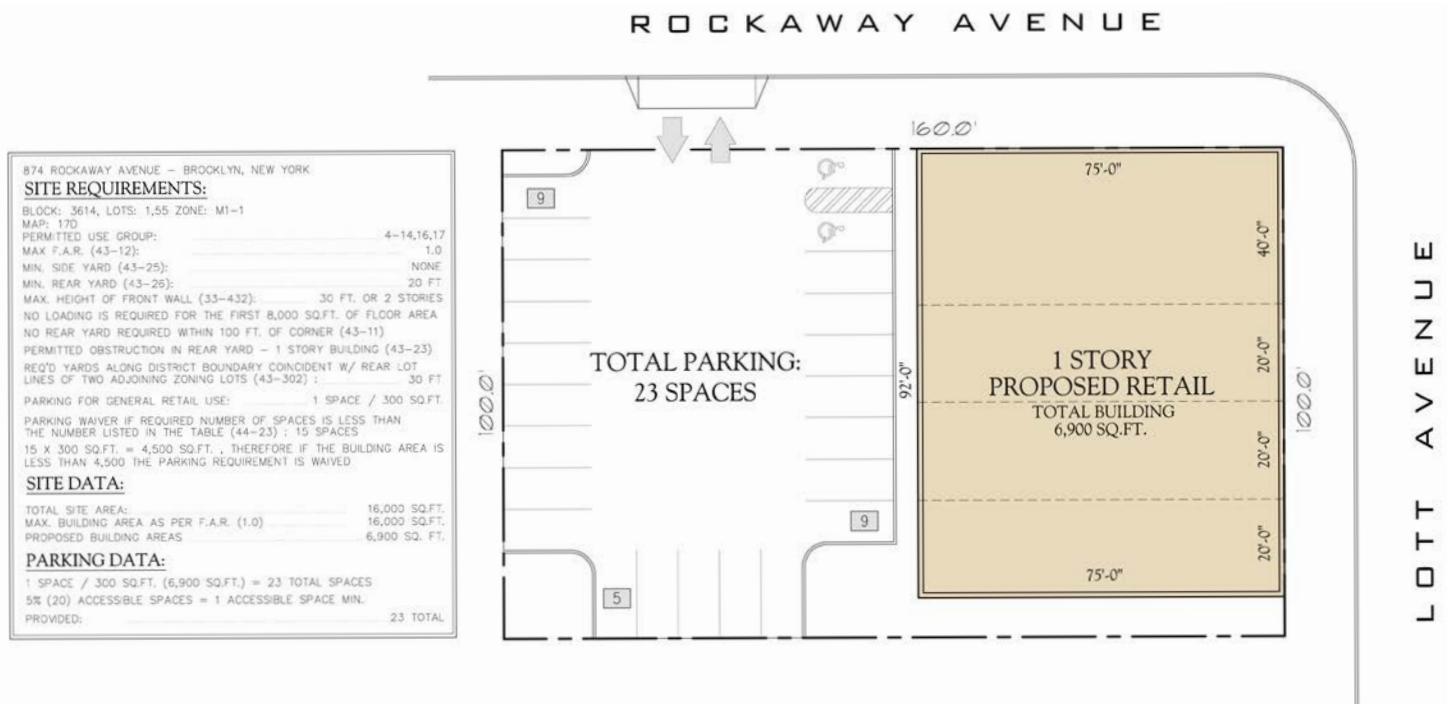 ROCKAWAY AVENUE
874 ROCKAWAY AVENUE – BROOKLYN, NEW YORK
SITE REQUIREMENTS:
BLOCK: 3614, LOTS: 1,55 ZONE: M1-1
MAP: 17D
PERMITTED USE GROUP: 4-14,16,17
MAX F.A.R. (43-12): 1.0
MIN. SIDE YARD (43-25): NONE
MIN. REAR YARD (43-26): 20 FT
MAX. HEIGHT OF FRONT WALL (33-432): 30 FT. OR 2 STORIES
NO LOADING IS REQUIRED FOR THE FIRST 8,000 SQ.FT. OF FLOOR AREA
NO REAR YARD REQUIRED WITHIN 100 FT. OF CORNER (43-11)
PERMITTED OBSTRUCTION IN REAR YARD – 1 STORY BUILDING (43-23)
REQ'D YARDS ALONG DISTRICT BOUNDARY COINCIDENT W/ REAR LOT
LINES OF TWO ADJOINING ZONING LOTS (43-302) : 30 FT
PARKING FOR GENERAL RETAIL USE: 1 SPACE / 300 SQ.FT.
PARKING WAIVER IF REQUIRED NUMBER OF SPACES IS LESS THAN
THE NUMBER LISTED IN THE TABLE (44-23) : 15 SPACES
15 X 300 SQ.FT. = 4,500 SQ.FT. , THEREFORE IF THE BUILDING AREA IS
LESS THAN 4,500 THE PARKING REQUIREMENT IS WAIVED
SITE DATA:
TOTAL SITE AREA: 16,000 SQ.FT.
MAX. BUILDING AREA AS PER F.A.R. (1.0) 16,000 SQ.FT.
PROPOSED BUILDING AREAS 6,900 SQ. FT.
PARKING DATA:
1 SPACE / 300 SQ.FT. (6,900 SQ.FT.) = 23 TOTAL SPACES
5% (20) ACCESSIBLE SPACES = 1 ACCESSIBLE SPACE MIN.
PROVIDED: 23 TOTAL
160.0'
100.0'
9
TOTAL PARKING:
23 SPACES
9
5
92'-0"
75'-0"
1 STORY
PROPOSED RETAIL
TOTAL BUILDING
6,900 SQ.FT.
75'-0"
40'-0"
20'-0"
20'-0"
20'-0"
100.0'
LOTT AVENUE